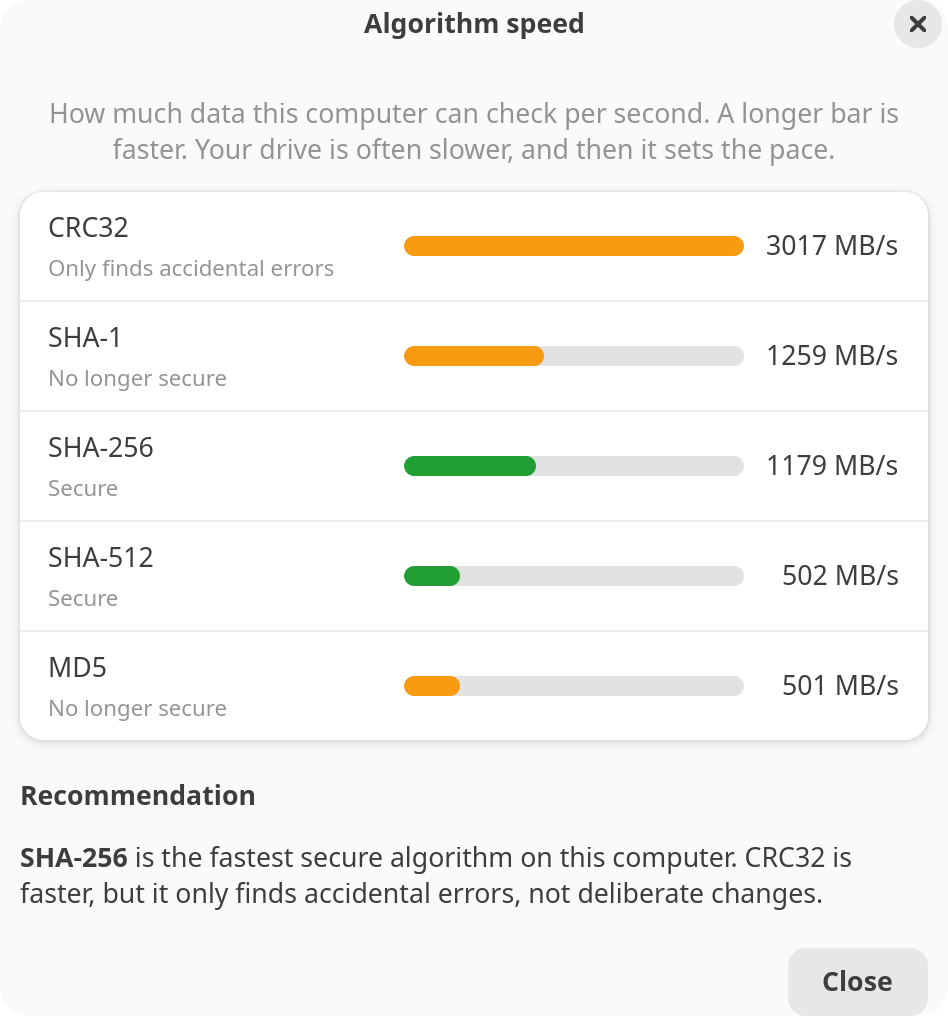 Algorithm speed
How much data this computer can check per second. A longer bar is
faster. Your drive is often slower, and then it sets the pace.
CRC32
Only finds accidental errors
3017 MB/s
SHA-1
No longer secure
1259 MB/s
SHA-256
Secure
1179 MB/s
SHA-512
Secure
502 MB/s
MD5
No longer secure
501 MB/s
Recommendation
SHA-256 is the fastest secure algorithm on this computer. CRC32 is
faster, but it only finds accidental errors, not deliberate changes.
Close